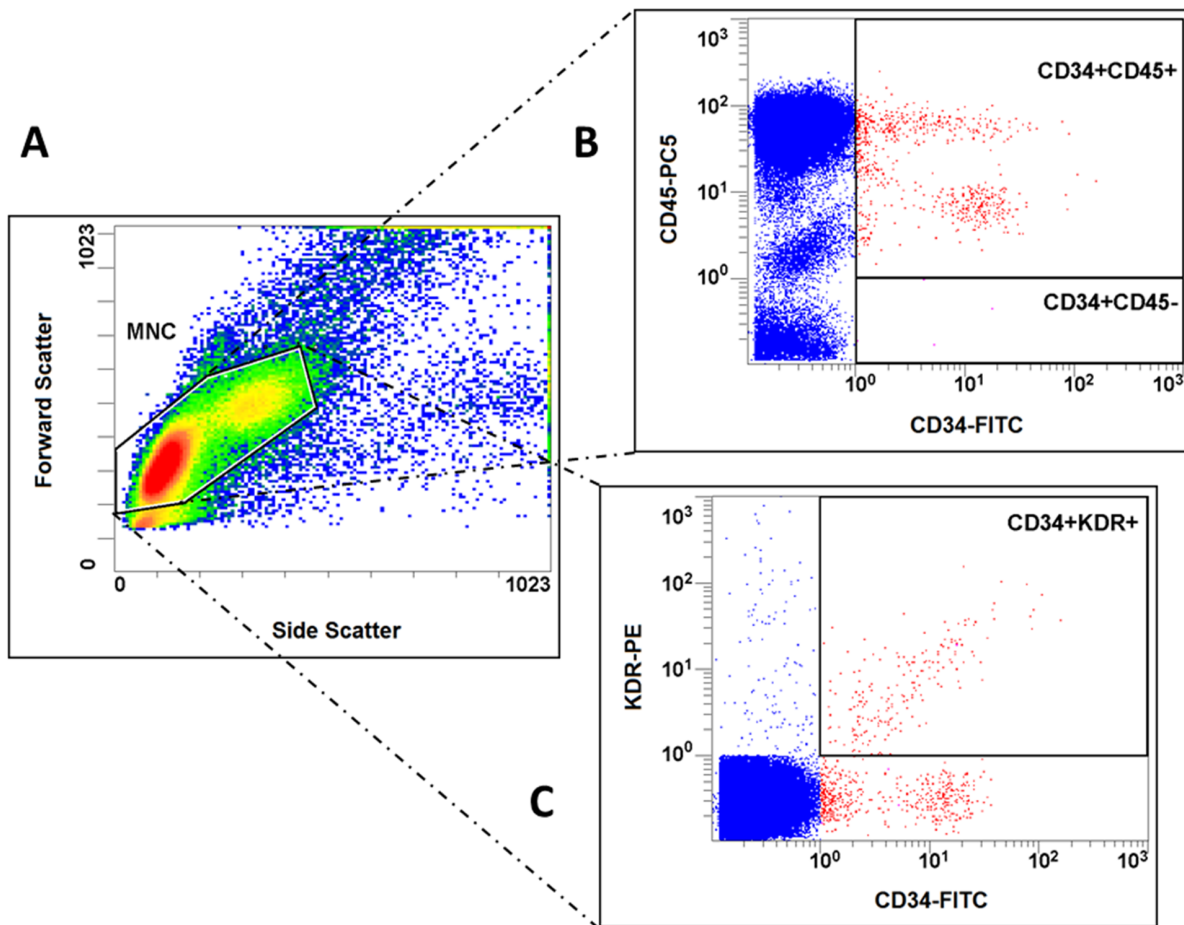 A
1023
MNC
Forward Scatter
0
0
1023
Side Scatter
B
10³
10²
10¹
10⁰
CD45-PC5
CD34+CD45+
CD34+CD45-
10⁰
10¹
10²
10³
CD34-FITC
C
10³
10²
10¹
10⁰
KDR-PE
CD34+KDR+
10⁰
10¹
10²
10³
CD34-FITC